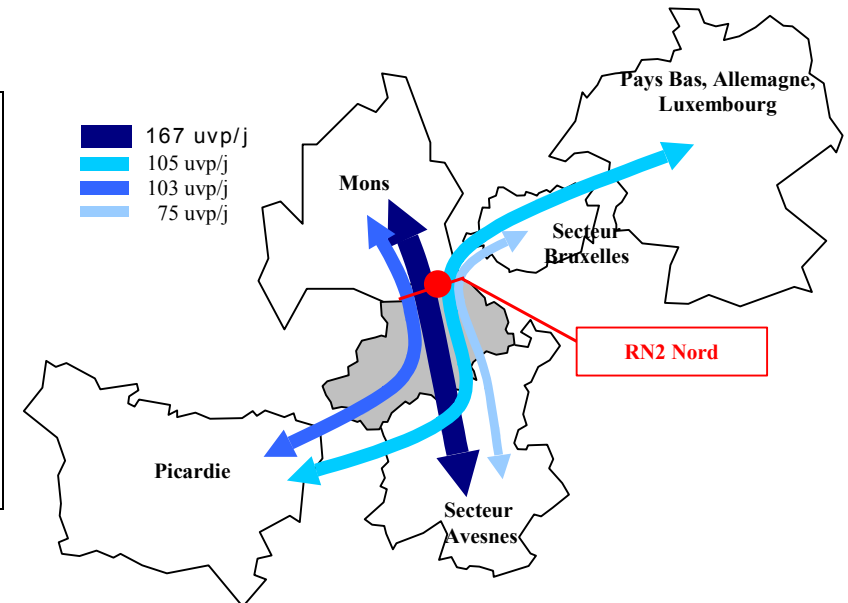 Pays Bas, Allemagne,
Luxembourg
167 uvp/j
105 uvp/j
103 uvp/j
75 uvp/j
Mons
Secteur
Bruxelles
RN2 Nord
Picardie
Secteur
Avesnes